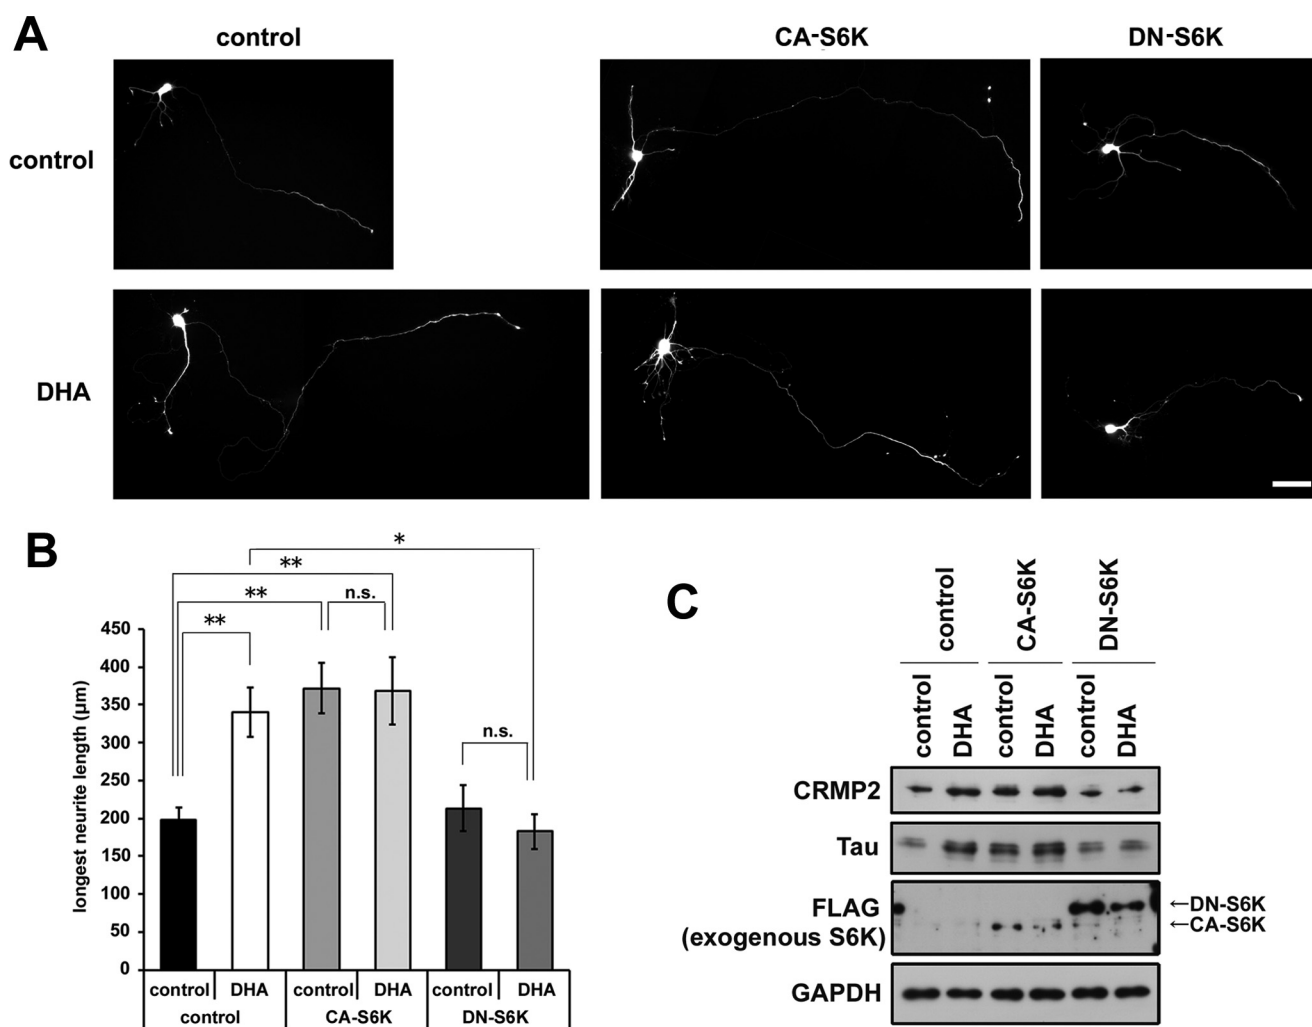 A
control
CA-S6K
DN-S6K
control
DHA
B
*
**
**
n.s.
**
n.s.
longest neurite length (μm)
450
400
350
300
250
200
150
100
50
0
control
DHA
control
DHA
control
DHA
control
CA-S6K
DN-S6K
C
control
CA-S6K
DN-S6K
control
DHA
control
DHA
control
DHA
CRMP2
Tau
FLAG
(exogenous S6K)
←DN-S6K
←CA-S6K
GAPDH